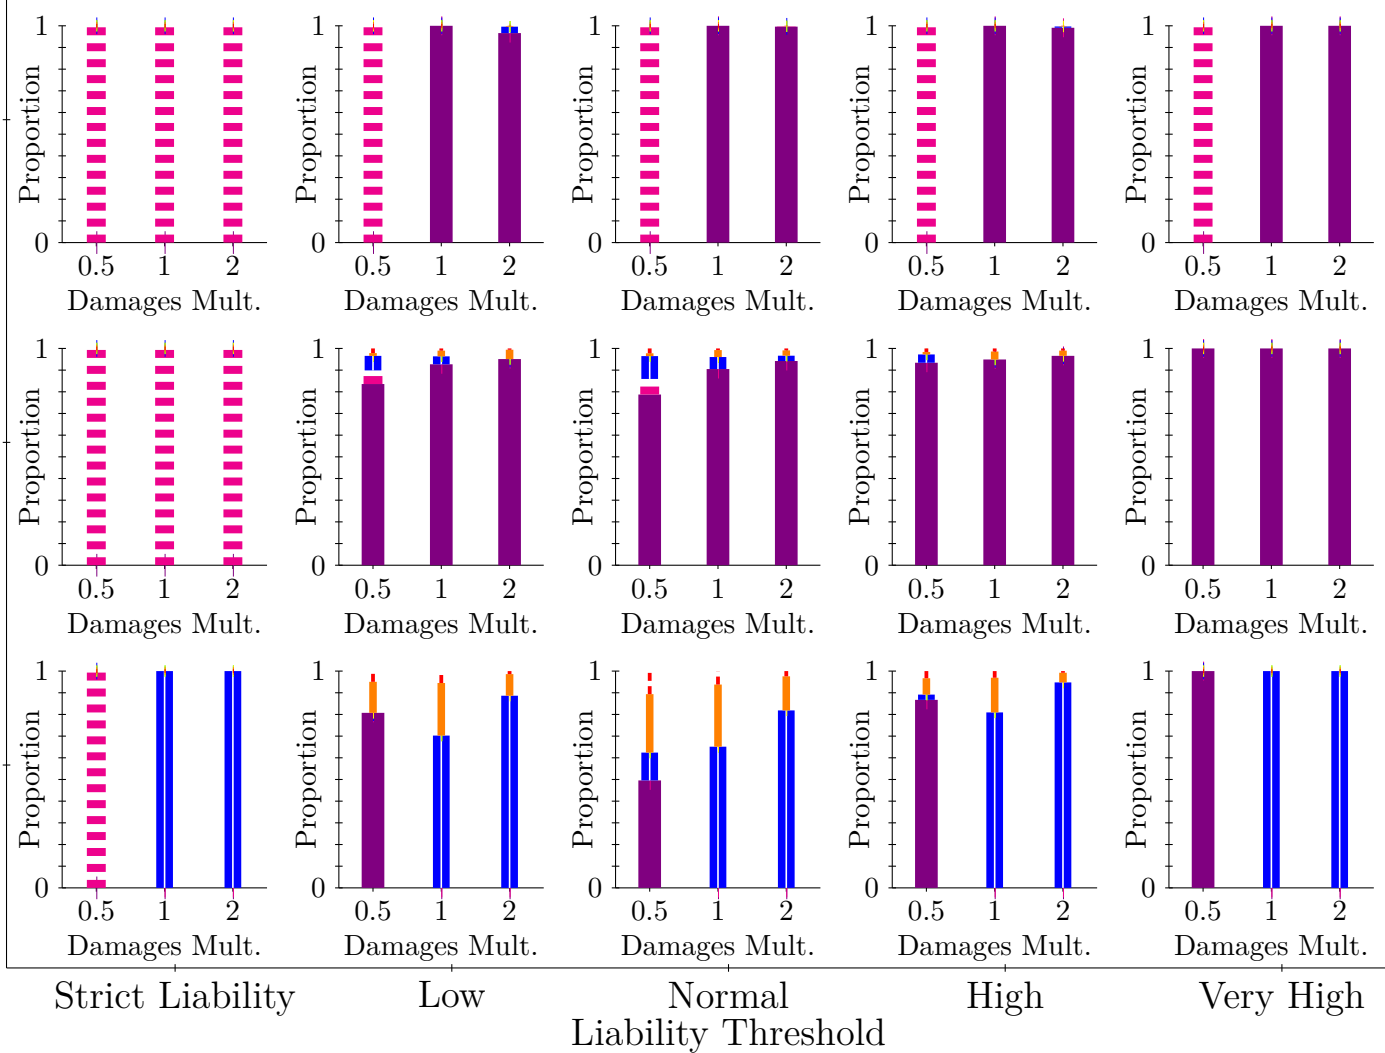 1 1 1 1 1
Proportion Proportion Proportion Proportion Proportion
0 0 0 0 0
0.5 1 2 0.5 1 2 0.5 1 2 0.5 1 2 0.5 1 2
Damages Mult. Damages Mult. Damages Mult. Damages Mult. Damages Mult.
1 1 1 1 1
Proportion Proportion Proportion Proportion Proportion
0 0 0 0 0
0.5 1 2 0.5 1 2 0.5 1 2 0.5 1 2 0.5 1 2
Damages Mult. Damages Mult. Damages Mult. Damages Mult. Damages Mult.
1 1 1 1 1
Proportion Proportion Proportion Proportion Proportion
0 0 0 0 0
0.5 1 2 0.5 1 2 0.5 1 2 0.5 1 2 0.5 1 2
Damages Mult. Damages Mult. Damages Mult. Damages Mult. Damages Mult.
Strict Liability Low Normal High Very High
Liability Threshold